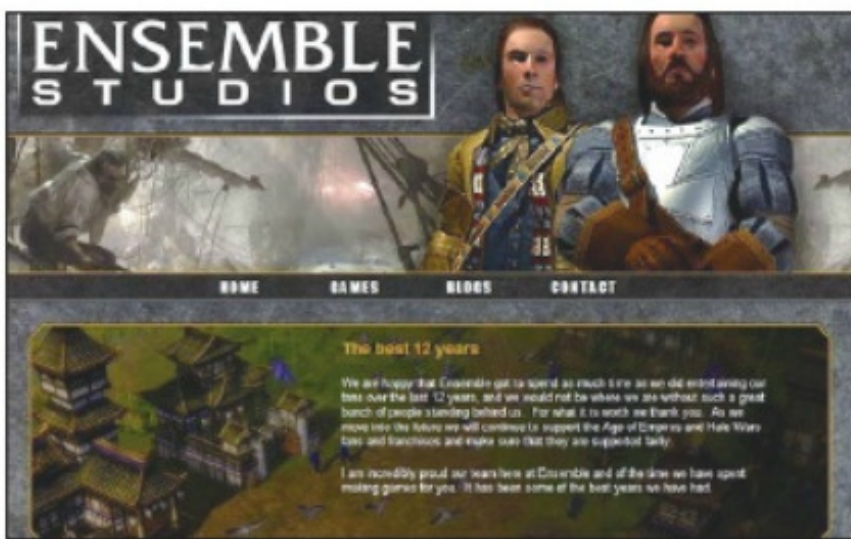 ENSEMBLE
STUDIOS
HOME GAMES BLOGS CONTACT
The best 12 years
We are happy that Ensemble got to spend as much time as we did entertaining our
fans over the last 12 years, and we would not be where we are without such a great
bunch of people standing behind us. For what it is worth we thank you. As we
move into the future we will continue to support the Age of Empires and Halo Wars
fans and franchises and make sure that they are supported fairly.
I am incredibly proud our team here at Ensemble and of the time we have spent
making games for you. It has been some of the best years we have had.